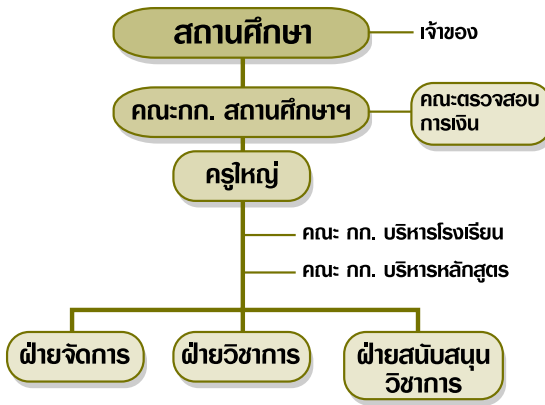 สถานศึกษา
เจ้าของ
คณะกก. สถานศึกษาฯ
คณะตรวจสอบ
การเงิน
ครูใหญ่
คณะ กก. บริหารโรงเรียน
คณะ กก. บริหารหลักสูตร
ฝ่ายจัดการ
ฝ่ายวิชาการ
ฝ่ายสนับสนุน
วิชาการ